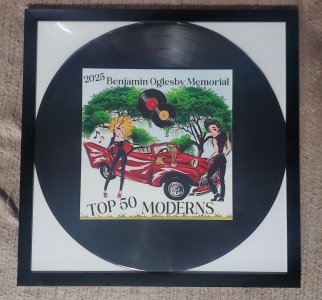 2025 Benjamin Oglesby Memorial
TOP 50 MODERNS